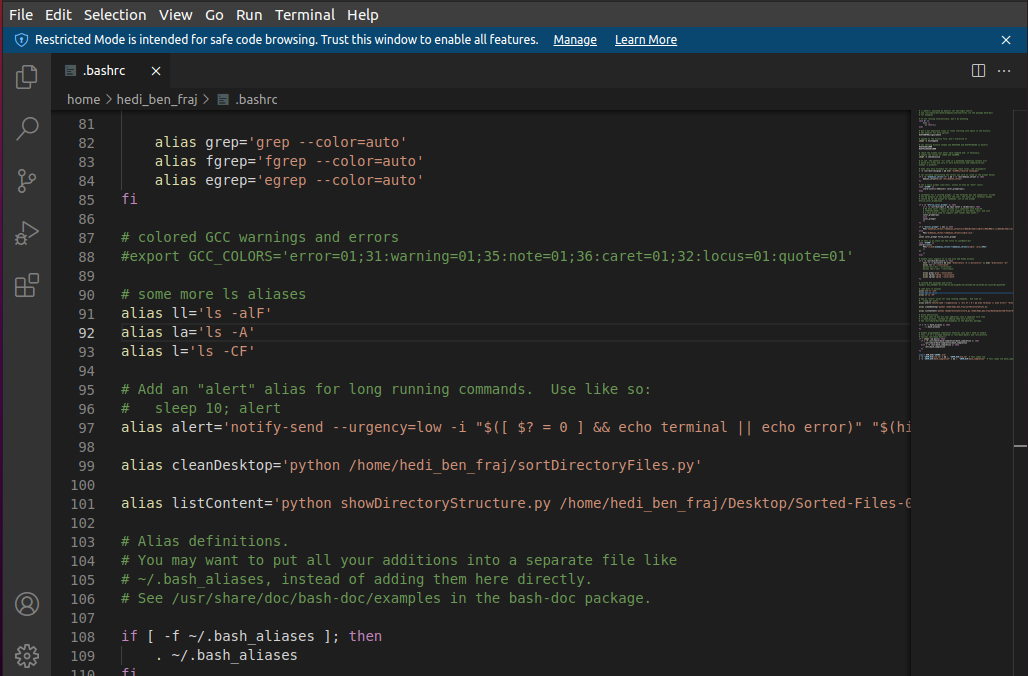 File Edit Selection View Go Run Terminal Help
Restricted Mode is intended for safe code browsing. Trust this window to enable all features. Manage Learn More
.bashrc
home > hedi_ben_fraj > .bashrc
81
82 alias grep='grep --color=auto'
83 alias fgrep='fgrep --color=auto'
84 alias egrep='egrep --color=auto'
85 fi
86
87 # colored GCC warnings and errors
88 #export GCC_COLORS='error=01;31:warning=01;35:note=01;36:caret=01;32:locus=01:quote=01'
89
90 # some more ls aliases
91 alias ll='ls -alF'
92 alias la='ls -A'
93 alias l='ls -CF'
94
95 # Add an "alert" alias for long running commands.  Use like so:
96 #   sleep 10; alert
97 alias alert='notify-send --urgency=low -i "$([ $? = 0 ] && echo terminal || echo error)" "$(hi
98
99 alias cleanDesktop='python /home/hedi_ben_fraj/sortDirectoryFiles.py'
100
101 alias listContent='python showDirectoryStructure.py /home/hedi_ben_fraj/Desktop/Sorted-Files-
102
103 # Alias definitions.
104 # You may want to put all your additions into a separate file like
105 # ~/.bash_aliases, instead of adding them here directly.
106 # See /usr/share/doc/bash-doc/examples in the bash-doc package.
107
108 if [ -f ~/.bash_aliases ]; then
109 . ~/.bash_aliases
110 fi